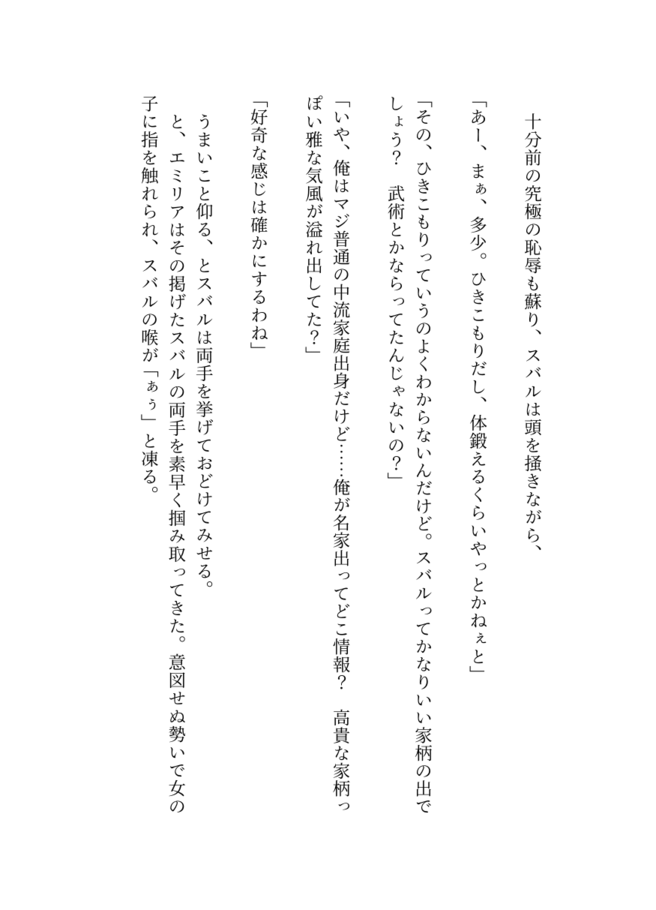 十分前の究極の恥辱も蘇り、スバルは頭を掻きながら、
「あー、まぁ、多少。ひきこもりだし、体鍛えるくらいやっとかねぇと」
「その、ひきこもりっていうのよくわからないんだけど。スバルってかなりいい家柄の出で
しょう？　武術とかならってたんじゃないの？」
「いや、俺はマジ普通の中流家庭出身だけど……俺が名家出ってどこ情報？　高貴な家柄っ
ぽい雅な気風が溢れ出してた？」
「好奇な感じは確かにするわね」
うまいこと仰る、とスバルは両手を挙げておどけてみせる。
と、エミリアはその掲げたスバルの両手を素早く掴み取ってきた。意図せぬ勢いで女の
子に指を触れられ、スバルの喉が「ぁぅ」と凍る。